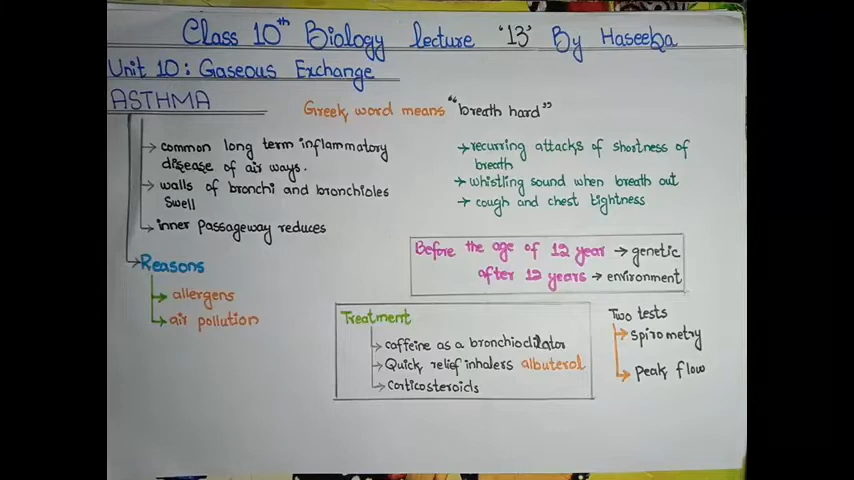 Class 10th Biology lecture '13' By Haseeba
Unit 10: Gaseous Exchange
ASTHMA
Greek word means "breath hard"
common long term inflammatory
disease of air ways.
walls of bronchi and bronchioles
swell
inner passageway reduces
→ recurring attacks of shortness of
breath
→ whistling sound when breath out
→ cough and chest tightness
Reasons
allergens
air pollution
Before the age of 12 year → genetic
after 12 years → environment
Treatment
caffeine as a bronchiodilator
Quick relief inhalers albuterol
corticosteroids
Two tests
spirometry
peak flow